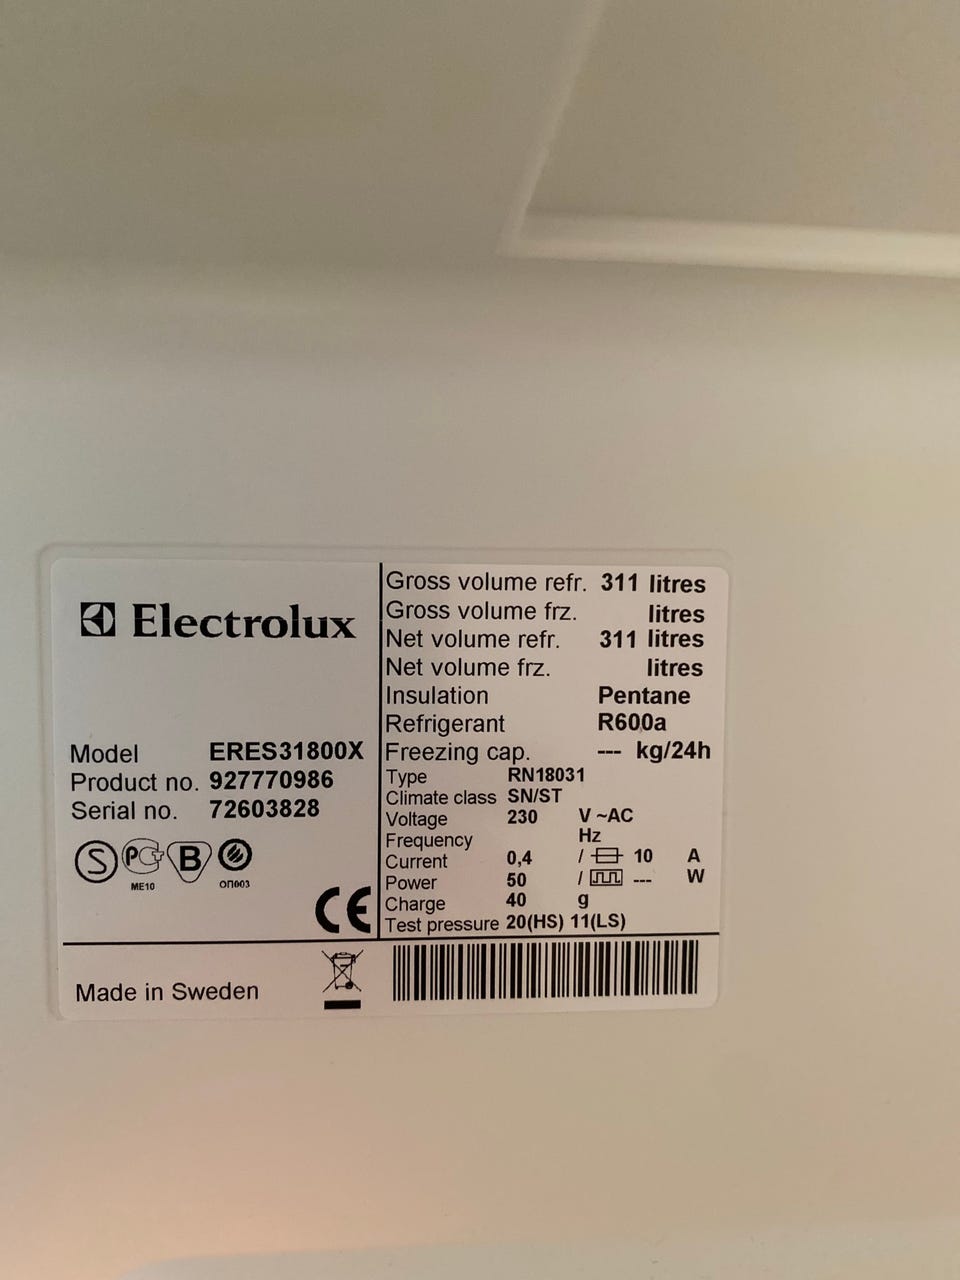 Electrolux
Model ERES31800X
Product no. 927770986
Serial no. 72603828
S PCT B
ME10 ОП003
CE
Gross volume refr. 311 litres
Gross volume frz. litres
Net volume refr. 311 litres
Net volume frz. litres
Insulation Pentane
Refrigerant R600a
Freezing cap. --- kg/24h
Type RN18031
Climate class SN/ST
Voltage 230 V ~AC
Frequency Hz
Current 0,4 / 10 A
Power 50 / --- W
Charge 40 g
Test pressure 20(HS) 11(LS)
Made in Sweden